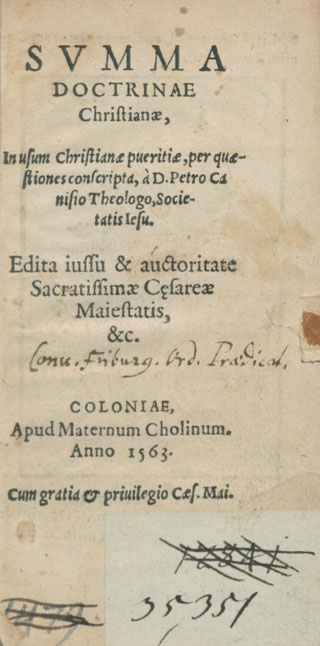 SVMMA
DOCTRINAE
Christianæ,
In usum Christianæ pueritiæ, per quæ-
stiones conscripta, à D. Petro Ca
nisio Theologo, Socie-
tatis Iesu.
Edita iussu & auctoritate
Sacratissimæ Cęsareæ
Maiestatis,
&c.
Conu. Friburg. Ord. Prædicat.
COLONIAE,
Apud Maternum Cholinum.
Anno 1563.
Cum gratia & priuilegio Cæs. Mai.
35351